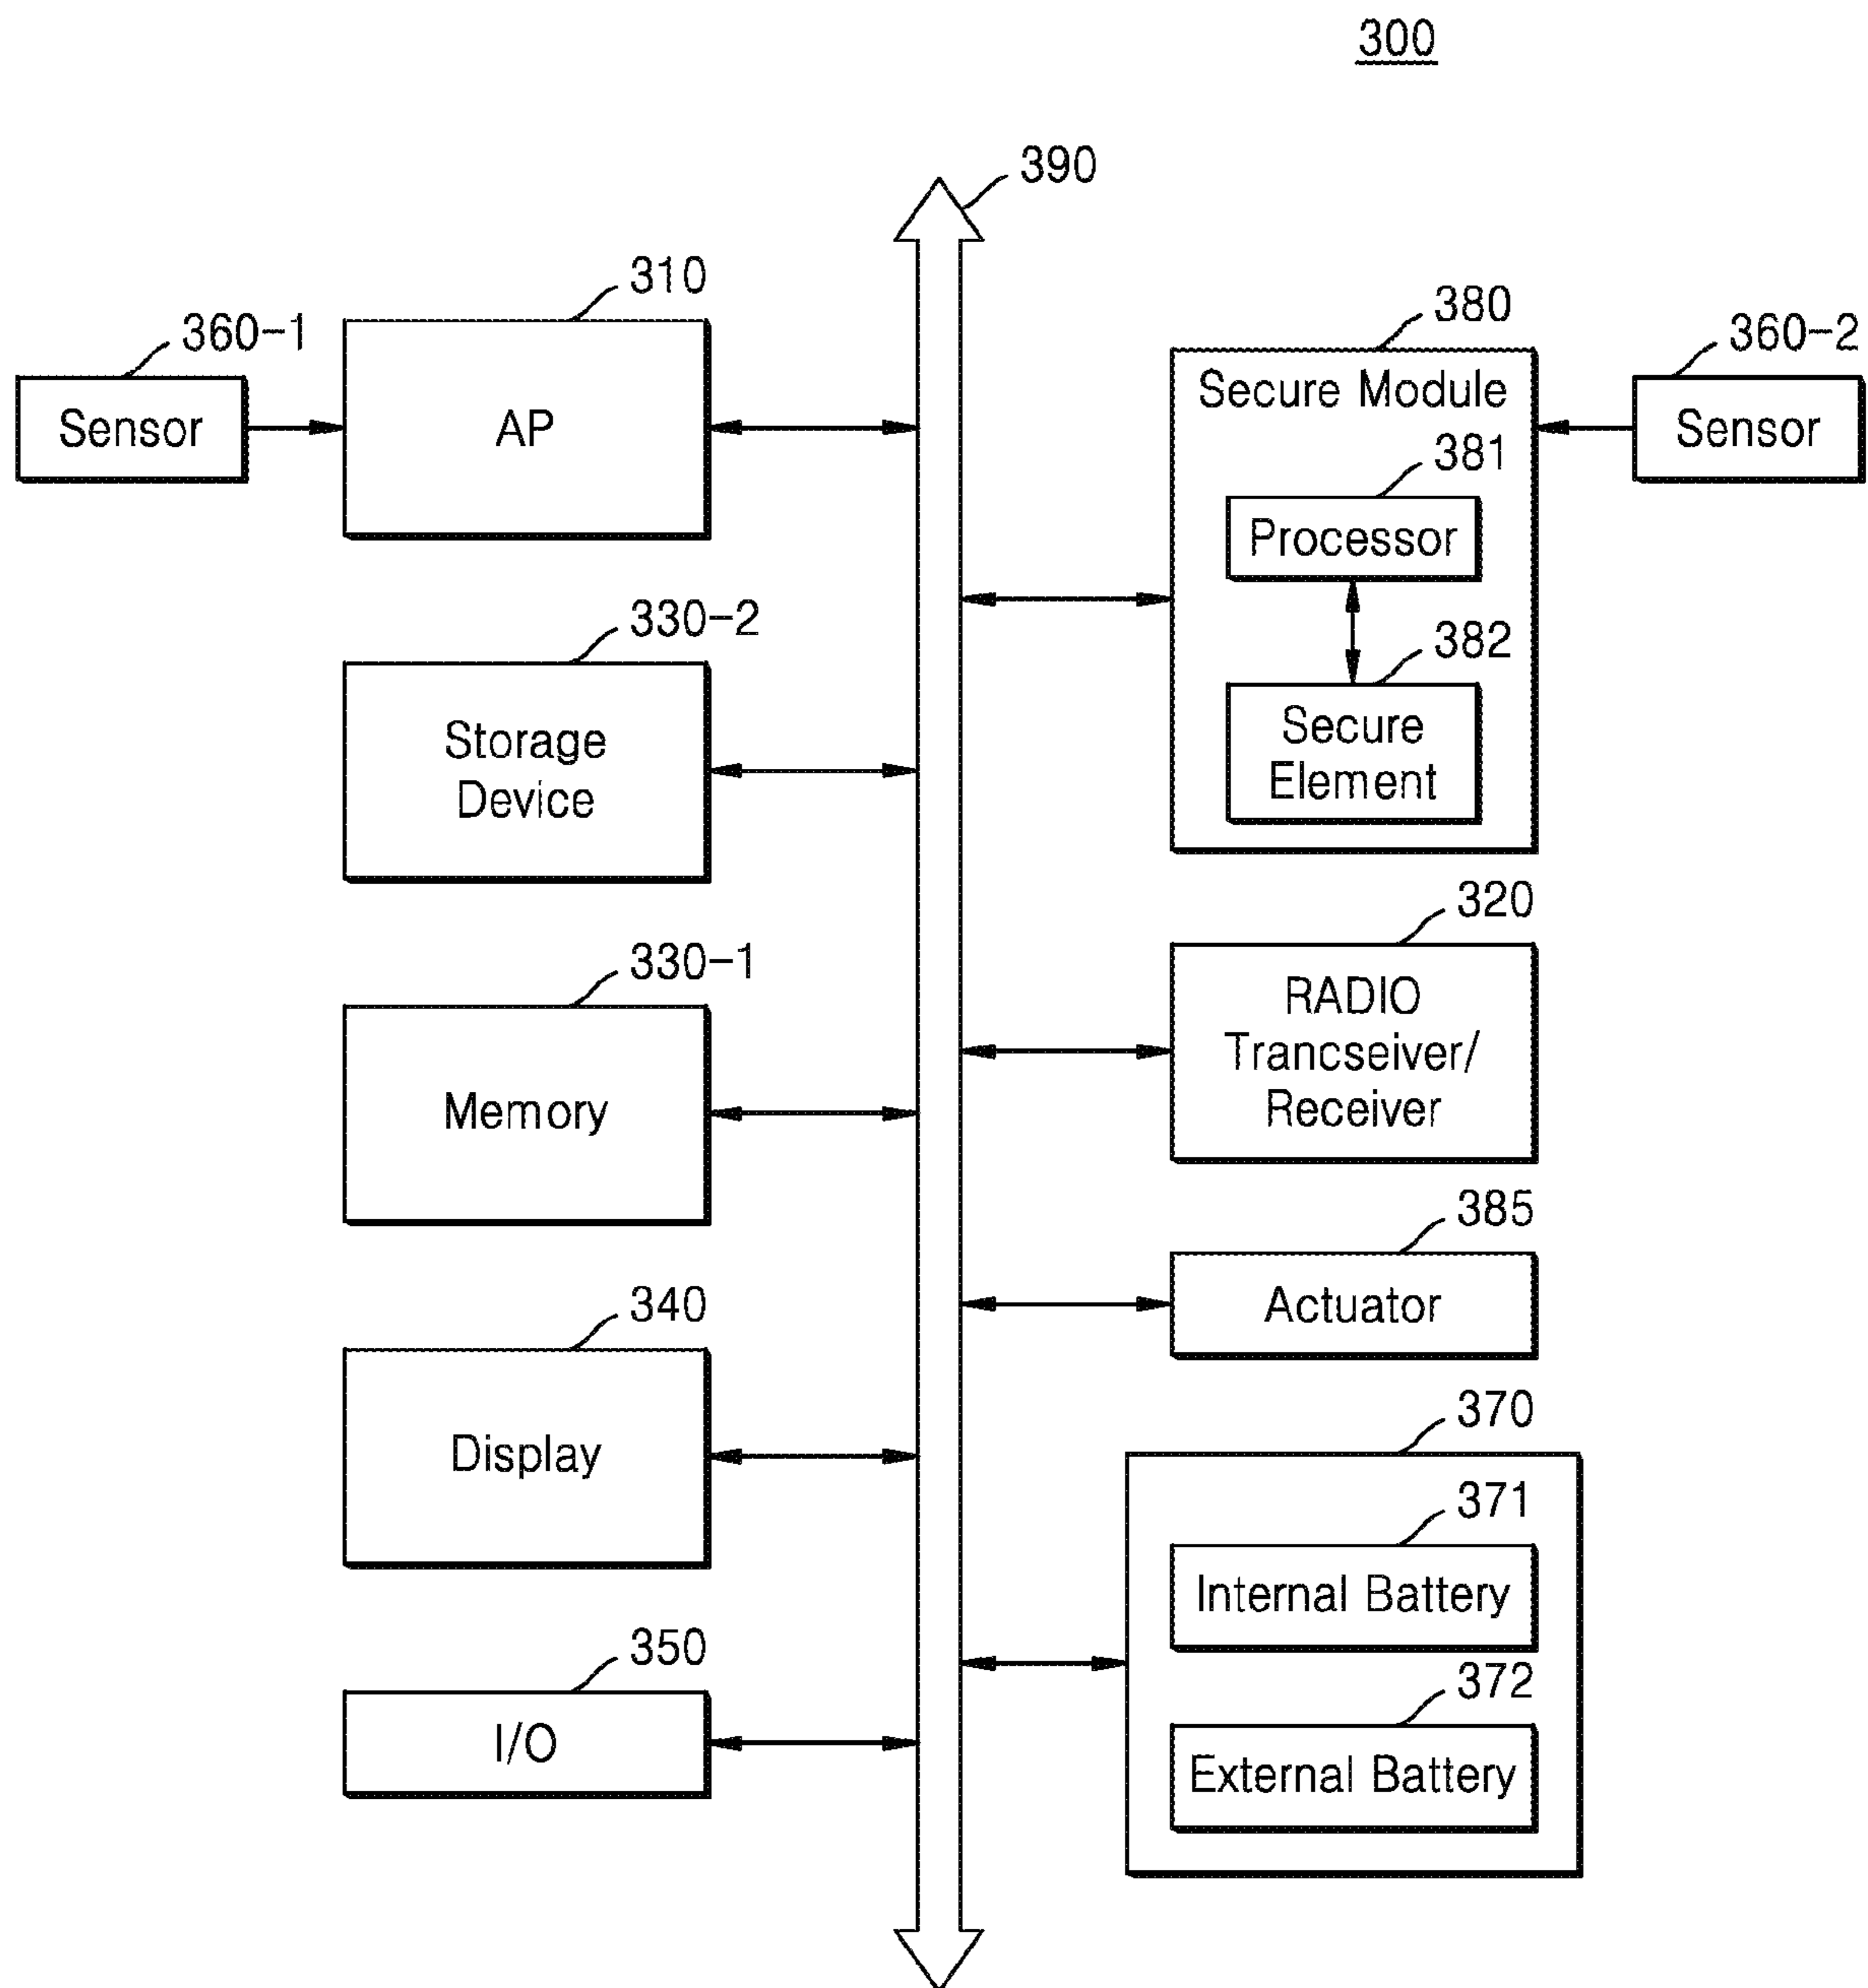 300
390
310
360-1
Sensor
AP
380
360-2
Secure Module
Sensor
381
Processor
382
Secure
Element
330-2
Storage
Device
320
RADIO
Trancseiver/
Receiver
330-1
Memory
385
Actuator
340
Display
370
371
Internal Battery
372
External Battery
350
I/O